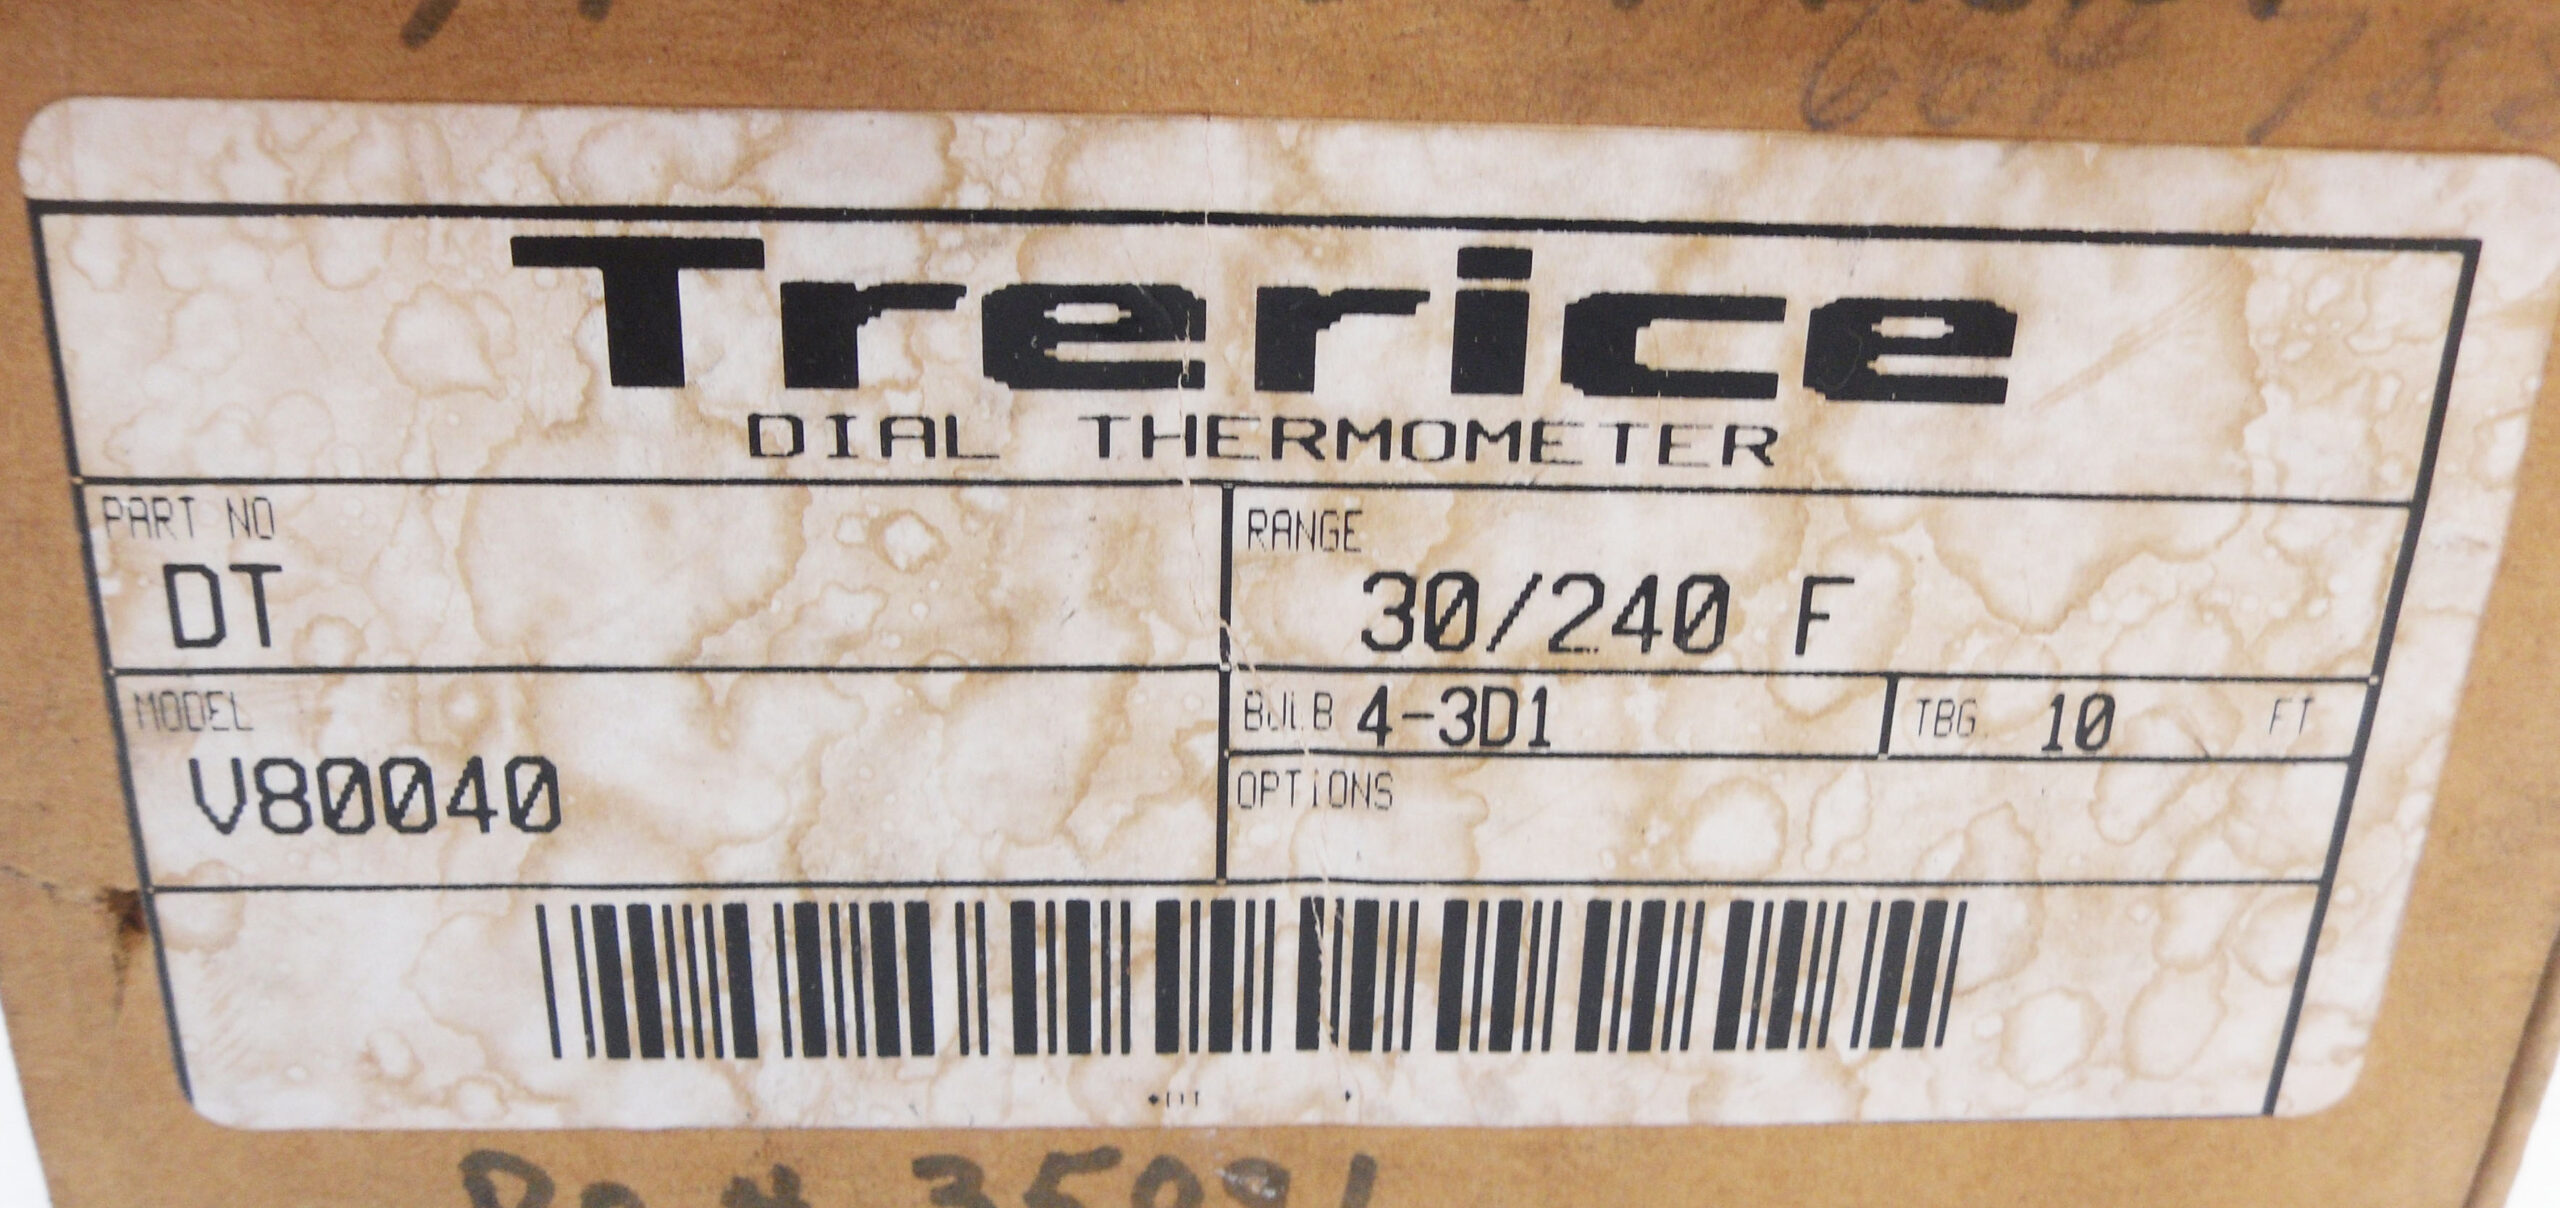 Trerice
DIAL THERMOMETER
PART NO
DT
RANGE
30/240 F
MODEL
V80040
BULB 4-3D1
TBG 10 FT
OPTIONS